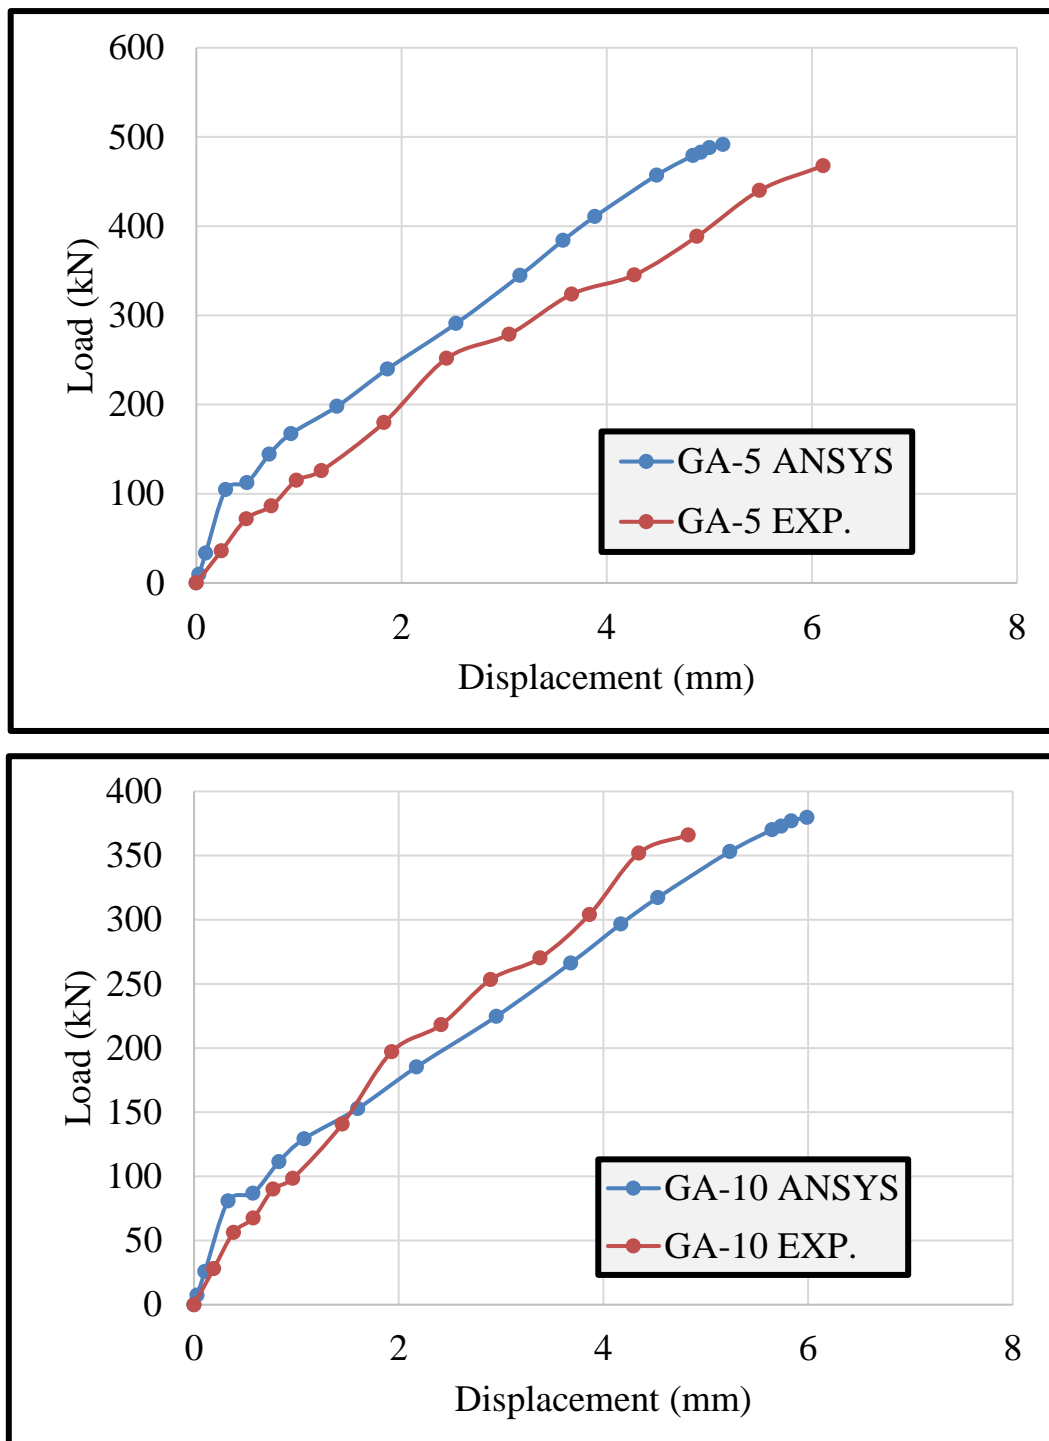 600
500
400
300
200
100
0
Load (kN)
GA-5 ANSYS
GA-5 EXP.
0 2 4 6 8
Displacement (mm)
400
350
300
250
200
150
100
50
0
Load (kN)
GA-10 ANSYS
GA-10 EXP.
0 2 4 6 8
Displacement (mm)